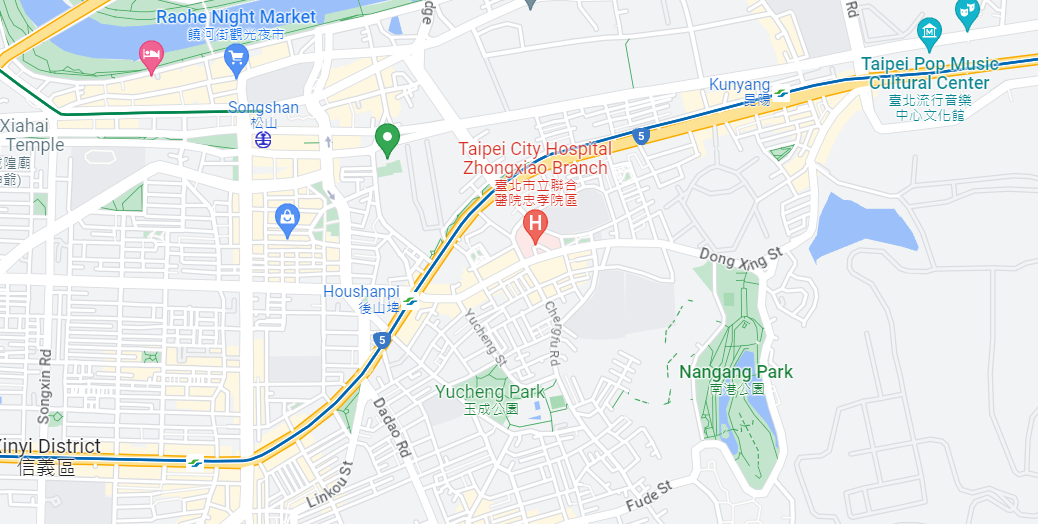 Raohe Night Market
饒河街觀光夜市
Rd
Taipei Pop Music
Cultural Center
臺北流行音樂
中心文化館
Kunyang
昆陽
Songshan
松山
Xiahai
Temple
隍廟
5
Taipei City Hospital
Zhongxiao Branch
臺北市立聯合
醫院忠孝院區
H
Dong Xing St
Houshanpi
後山埤
5
Yucheng St
Chengfu Rd
Songxin Rd
Nangang Park
南港公園
Yucheng Park
玉成公園
Dadao Rd
Xinyi District
信義區
Linkou St
Fude St